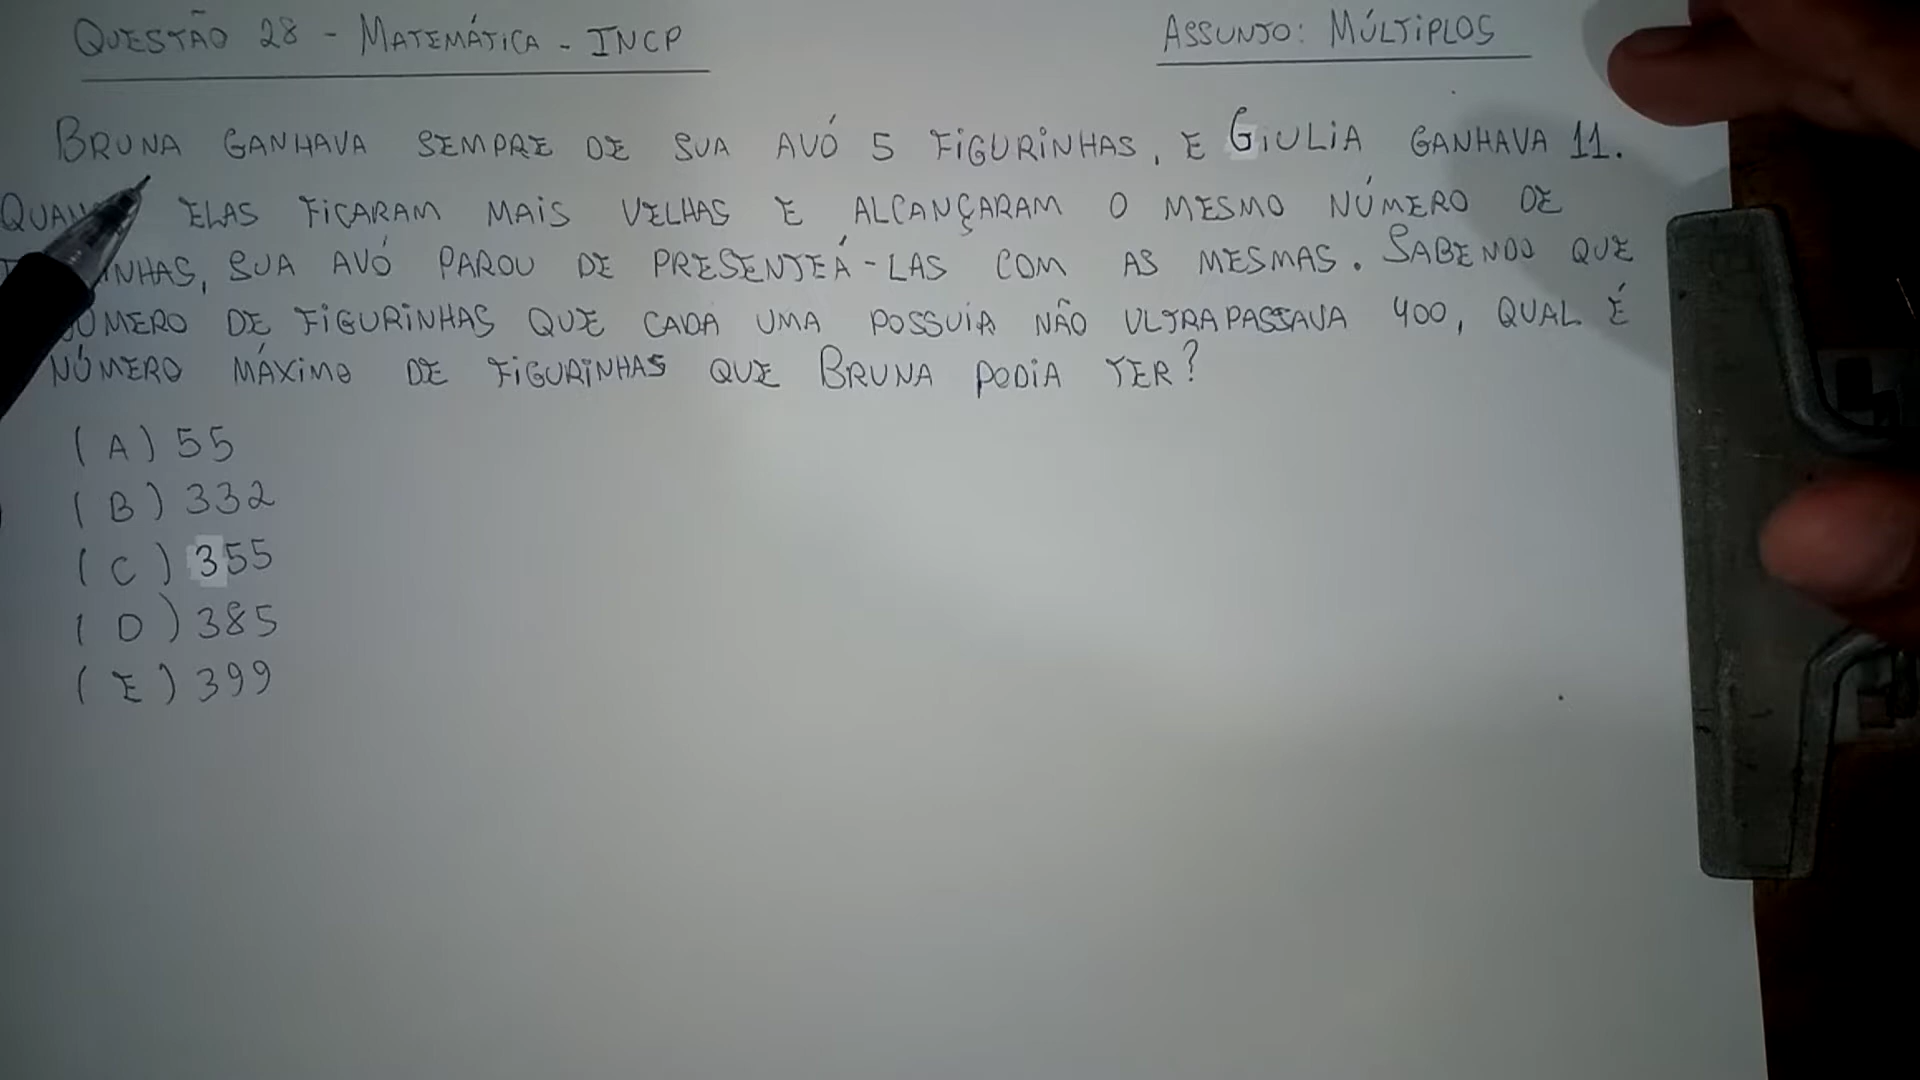 QUESTÃO 28 - MATEMÁTICA - INCP
ASSUNTO: MÚLTIPLOS
BRUNA GANHAVA SEMPRE DE SUA AVÓ 5 FIGURINHAS, E GIULIA GANHAVA 11.
ELAS FICARAM MAIS VELHAS E ALCANÇARAM O MESMO NÚMERO DE
SUA AVÓ PAROU DE PRESENTEÁ-LAS COM AS MESMAS. SABENDO QUE
NÚMERO DE FIGURINHAS QUE CADA UMA POSSUÍA NÃO ULTRAPASSAVA 400, QUAL É
NÚMERO MÁXIMO DE FIGURINHAS QUE BRUNA PODIA TER?
(A) 55
(B) 332
(C) 355
(D) 385
(E) 399